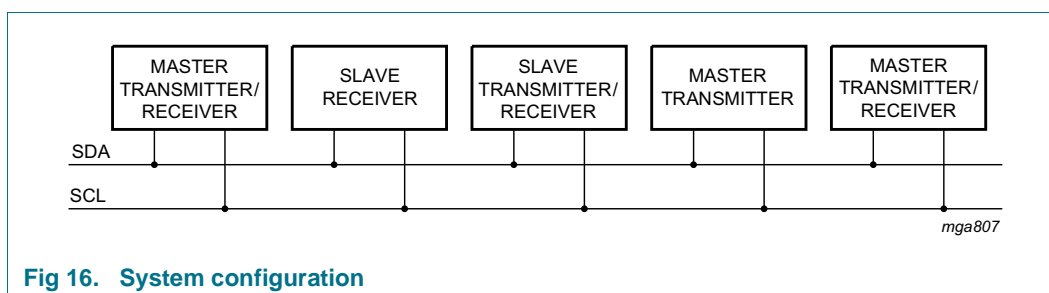 MASTER
TRANSMITTER/
RECEIVER
SLAVE
RECEIVER
SLAVE
TRANSMITTER/
RECEIVER
MASTER
TRANSMITTER
MASTER
TRANSMITTER/
RECEIVER
SDA
SCL
mga807
Fig 16. System configuration